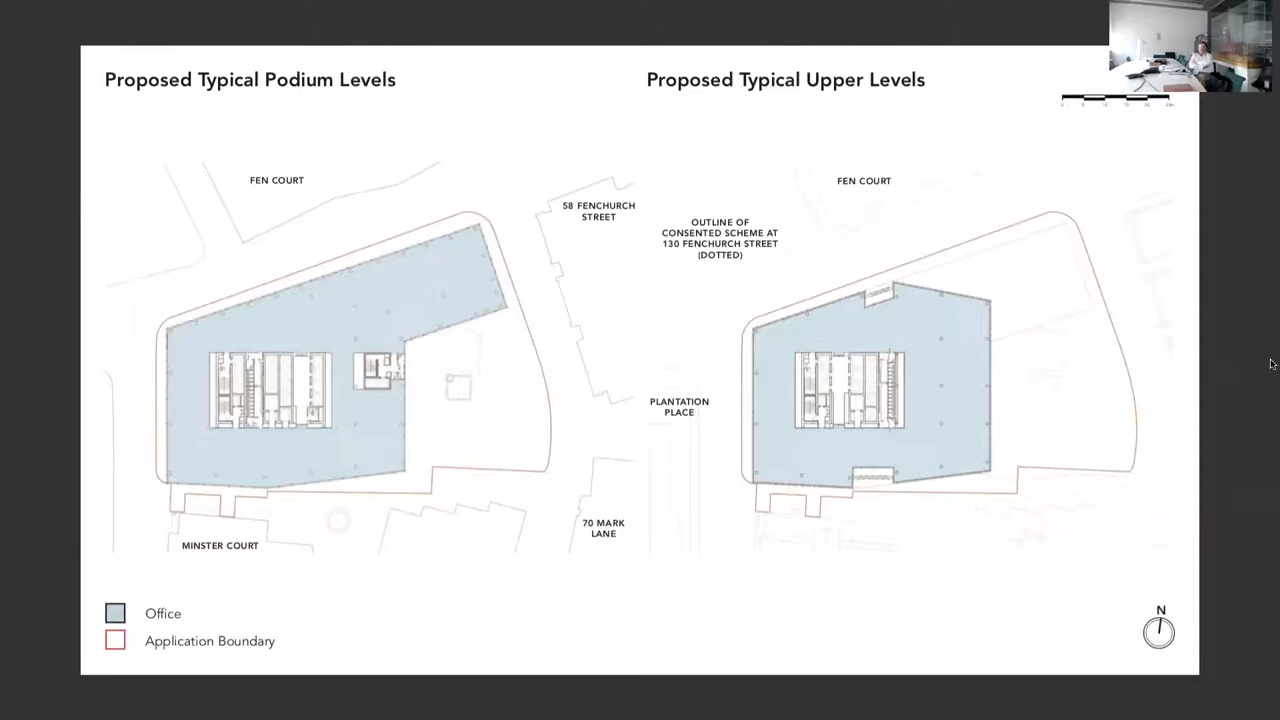 Proposed Typical Podium Levels
Proposed Typical Upper Levels
FEN COURT
58 FENCHURCH
STREET
MINSTER COURT
70 MARK
LANE
FEN COURT
OUTLINE OF
CONSENTED SCHEME AT
130 FENCHURCH STREET
(DOTTED)
PLANTATION
PLACE
Office
Application Boundary
N